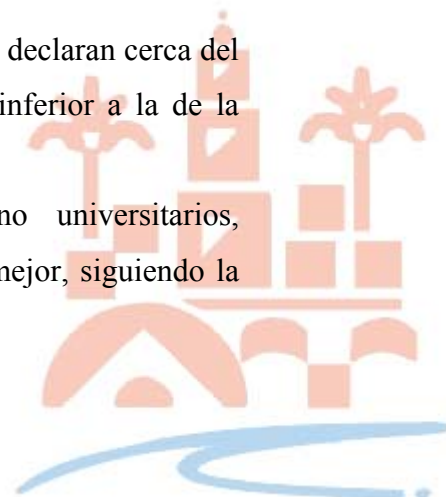 declaran cerca del
inferior a la de la
no universitarios,
mejor, siguiendo la